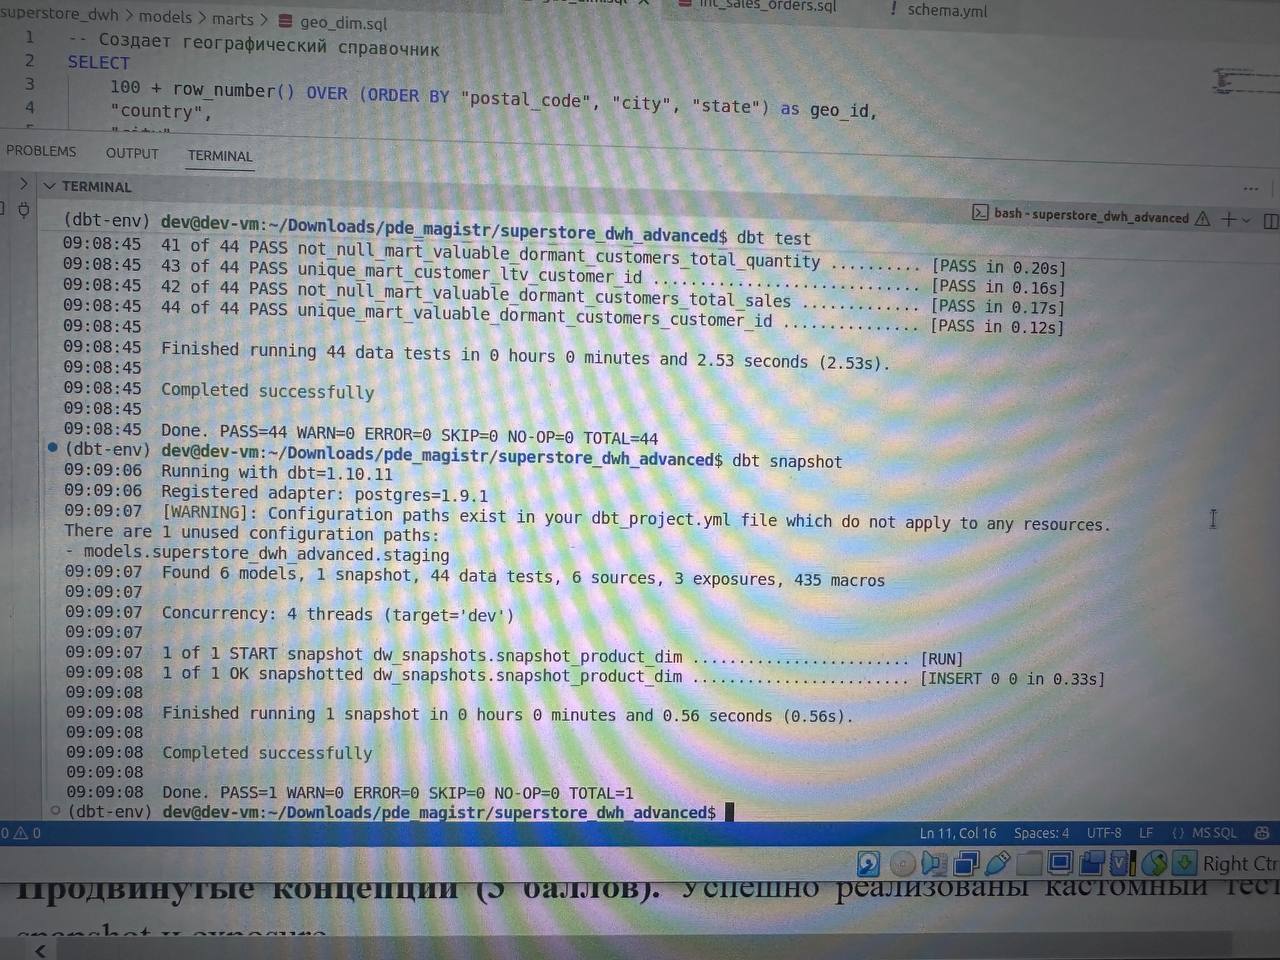 superstore_dwh > models > marts > geo_dim.sql
int_sales_orders.sql
! schema.yml
1 -- Создает географический справочник
2 SELECT
3 100 + row_number() OVER (ORDER BY "postal_code", "city", "state") as geo_id,
4 "country",
PROBLEMS OUTPUT TERMINAL
TERMINAL
bash - superstore_dwh_advanced
(dbt-env) dev@dev-vm:~/Downloads/pde_magistr/superstore_dwh_advanced$ dbt test
09:08:45 41 of 44 PASS not_null_mart_valuable_dormant_customers_total_quantity .......... [PASS in 0.20s]
09:08:45 43 of 44 PASS unique_mart_customer_ltv_customer_id ............................. [PASS in 0.16s]
09:08:45 42 of 44 PASS not_null_mart_valuable_dormant_customers_total_sales ............. [PASS in 0.17s]
09:08:45 44 of 44 PASS unique_mart_valuable_dormant_customers_customer_id ............... [PASS in 0.12s]
09:08:45
09:08:45 Finished running 44 data tests in 0 hours 0 minutes and 2.53 seconds (2.53s).
09:08:45
09:08:45 Completed successfully
09:08:45
09:08:45 Done. PASS=44 WARN=0 ERROR=0 SKIP=0 NO-OP=0 TOTAL=44
(dbt-env) dev@dev-vm:~/Downloads/pde_magistr/superstore_dwh_advanced$ dbt snapshot
09:09:06 Running with dbt=1.10.11
09:09:06 Registered adapter: postgres=1.9.1
09:09:07 [WARNING]: Configuration paths exist in your dbt_project.yml file which do not apply to any resources.
There are 1 unused configuration paths:
- models.superstore_dwh_advanced.staging
09:09:07 Found 6 models, 1 snapshot, 44 data tests, 6 sources, 3 exposures, 435 macros
09:09:07
09:09:07 Concurrency: 4 threads (target='dev')
09:09:07
09:09:07 1 of 1 START snapshot dw_snapshots.snapshot_product_dim ........................ [RUN]
09:09:08 1 of 1 OK snapshotted dw_snapshots.snapshot_product_dim ........................ [INSERT 0 0 in 0.33s]
09:09:08
09:09:08 Finished running 1 snapshot in 0 hours 0 minutes and 0.56 seconds (0.56s).
09:09:08
09:09:08 Completed successfully
09:09:08
09:09:08 Done. PASS=1 WARN=0 ERROR=0 SKIP=0 NO-OP=0 TOTAL=1
(dbt-env) dev@dev-vm:~/Downloads/pde_magistr/superstore_dwh_advanced$
0 0 Ln 11, Col 16 Spaces: 4 UTF-8 LF {} MS SQL
Right Ctr
Продвинутые концепции (5 баллов). Успешно реализованы кастомный тест
snapshot и exposure